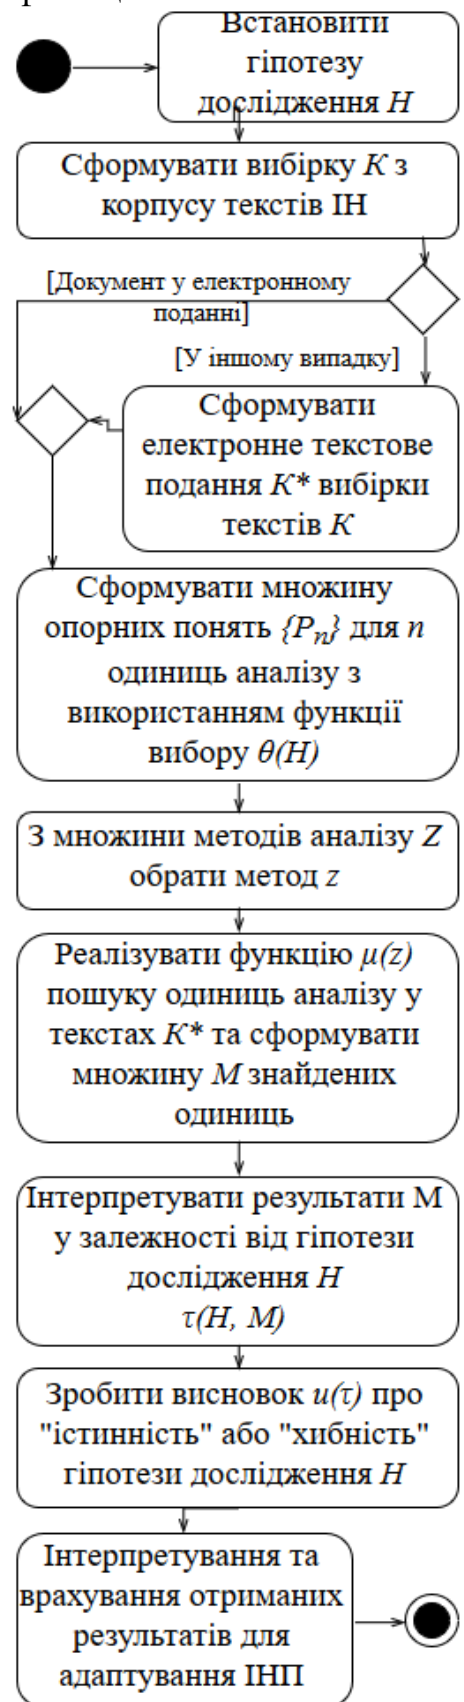 Встановити
гіпотезу
дослідження H
Сформувати вибірку K з
корпусу текстів ІН
[Документ у електронному
поданні]
[У іншому випадку]
Сформувати
електронне текстове
подання K* вибірки
текстів K
Сформувати множину
опорних понять {Pn} для n
одиниць аналізу з
використанням функції
вибору θ(H)
З множини методів аналізу Z
обрати метод z
Реалізувати функцію μ(z)
пошуку одиниць аналізу у
текстах K* та сформувати
множину M знайдених
одиниць
Інтерпретувати результати М
у залежності від гіпотези
дослідження H
τ(H, M)
Зробити висновок u(τ) про
"істинність" або "хибність"
гіпотези дослідження H
Інтерпретування та
врахування отриманих
результатів для
адаптування ІНП